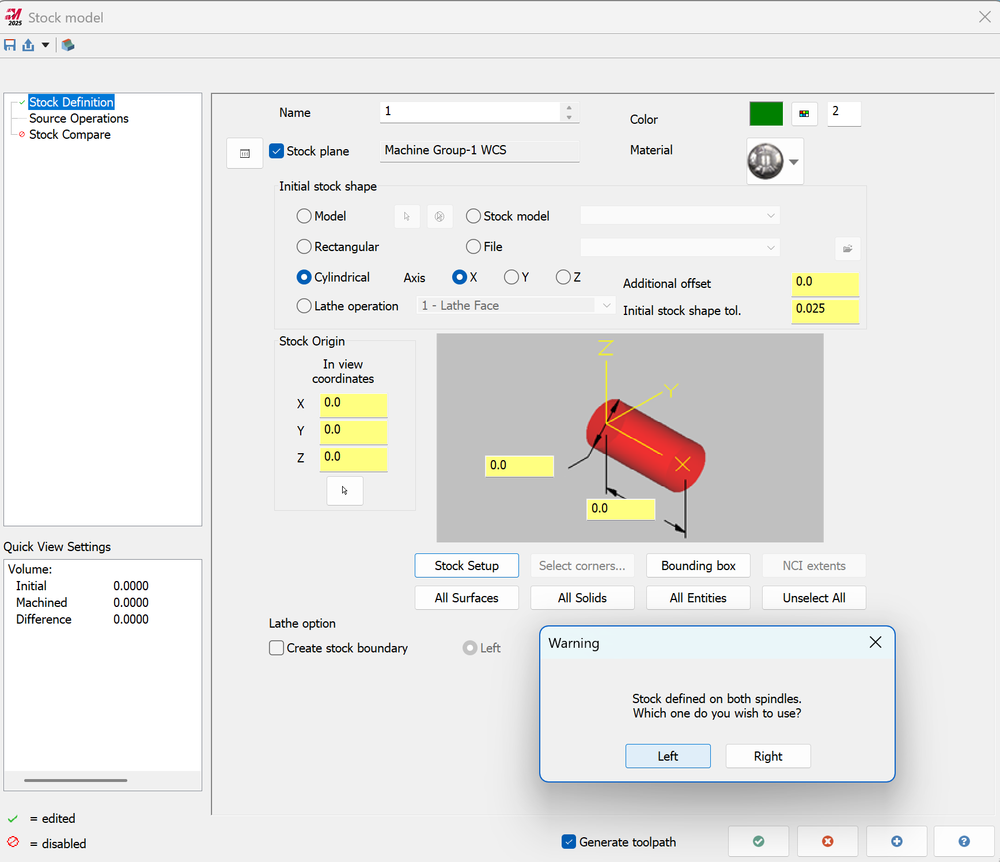 2025 Stock model
Stock Definition
Source Operations
Stock Compare
Name 1 Color 2
Stock plane Machine Group-1 WCS Material
Initial stock shape
Model Stock model
Rectangular File
Cylindrical Axis X Y Z Additional offset 0.0
Lathe operation 1 - Lathe Face Initial stock shape tol. 0.025
Stock Origin
In view
coordinates
X 0.0
Y 0.0
Z 0.0
Z
Y
X
0.0
0.0
Stock Setup Select corners... Bounding box NCI extents
All Surfaces All Solids All Entities Unselect All
Lathe option
Create stock boundary Left
Warning
Stock defined on both spindles.
Which one do you wish to use?
Left Right
Quick View Settings
Volume:
Initial 0.0000
Machined 0.0000
Difference 0.0000
= edited
= disabled
Generate toolpath